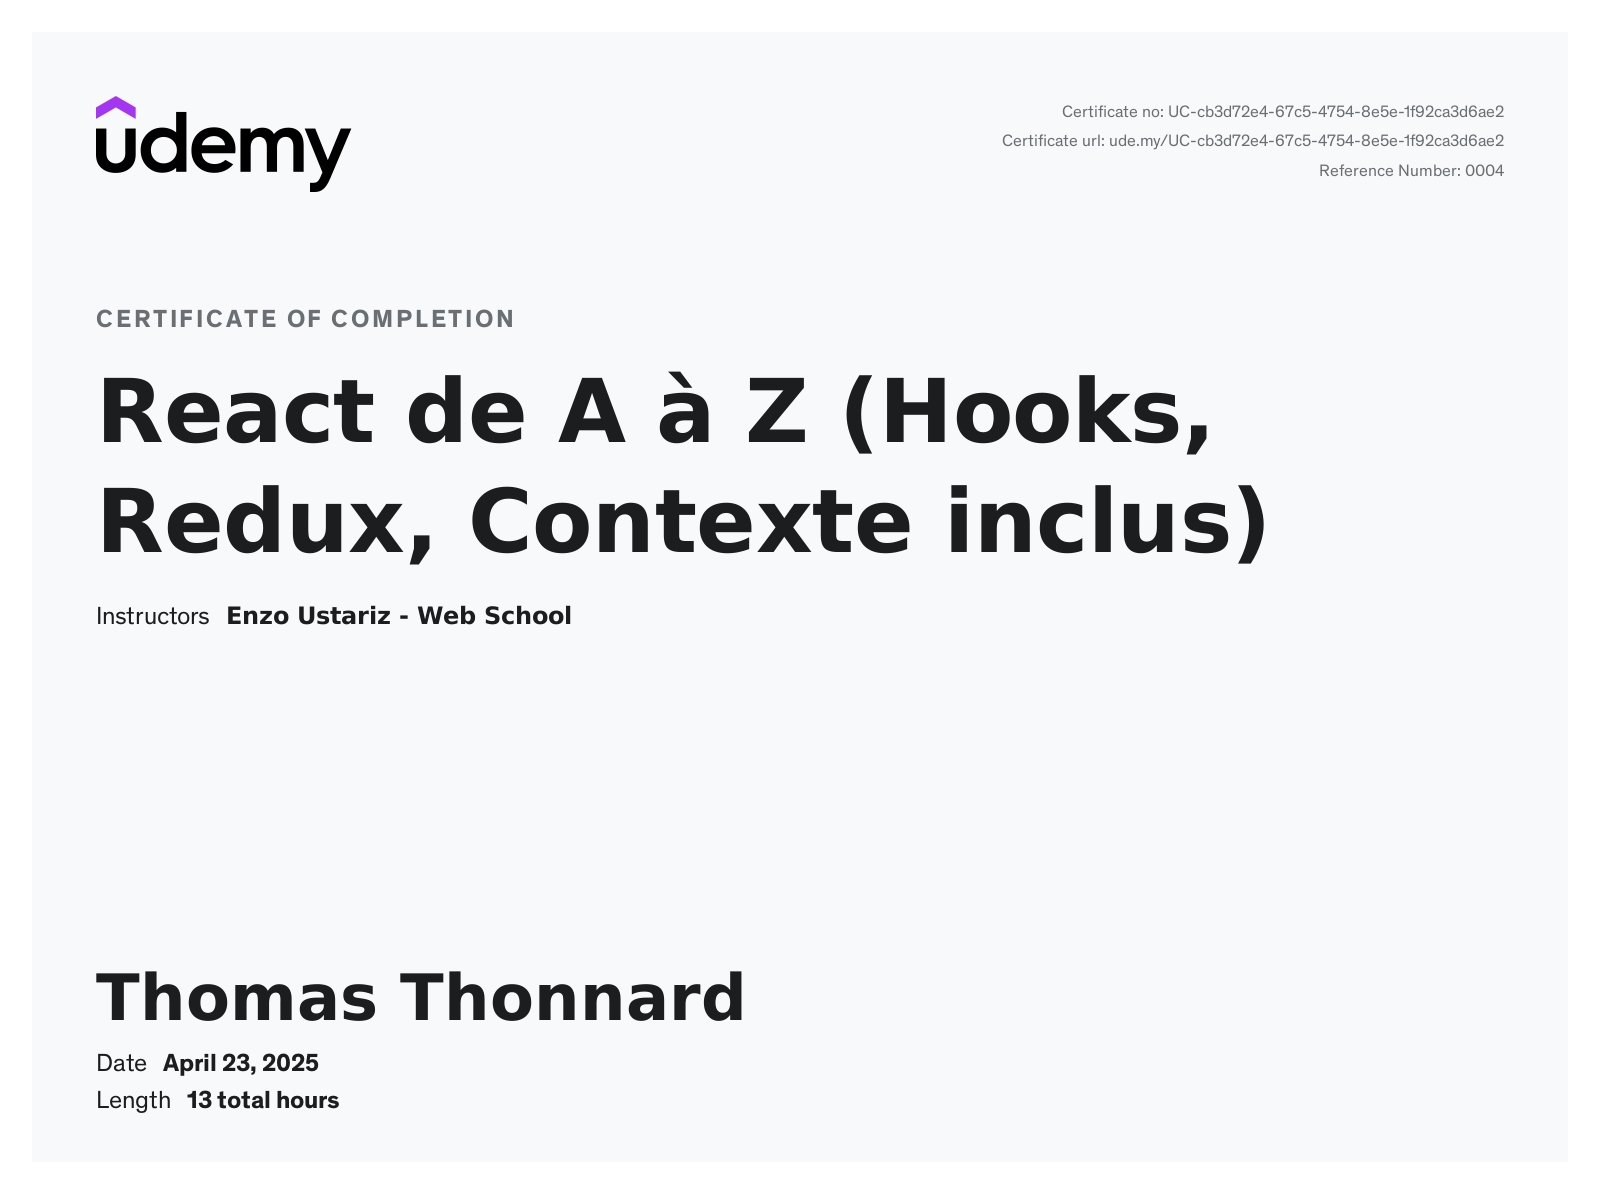 udemy
Certificate no: UC-cb3d72e4-67c5-4754-8e5e-1f92ca3d6ae2
Certificate url: ude.my/UC-cb3d72e4-67c5-4754-8e5e-1f92ca3d6ae2
Reference Number: 0004
CERTIFICATE OF COMPLETION
React de A à Z (Hooks,
Redux, Contexte inclus)
Instructors Enzo Ustariz - Web School
Thomas Thonnard
Date April 23, 2025
Length 13 total hours